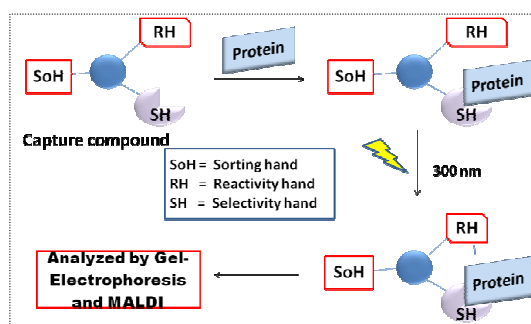 RH
Protein
RH
SoH
SoH
Protein
SH
SH
Capture compound
SoH = Sorting hand
RH = Reactivity hand
SH = Selectivity hand
300 nm
RH
Analyzed by Gel-
Electrophoresis
and MALDI
SoH
Protein
SH